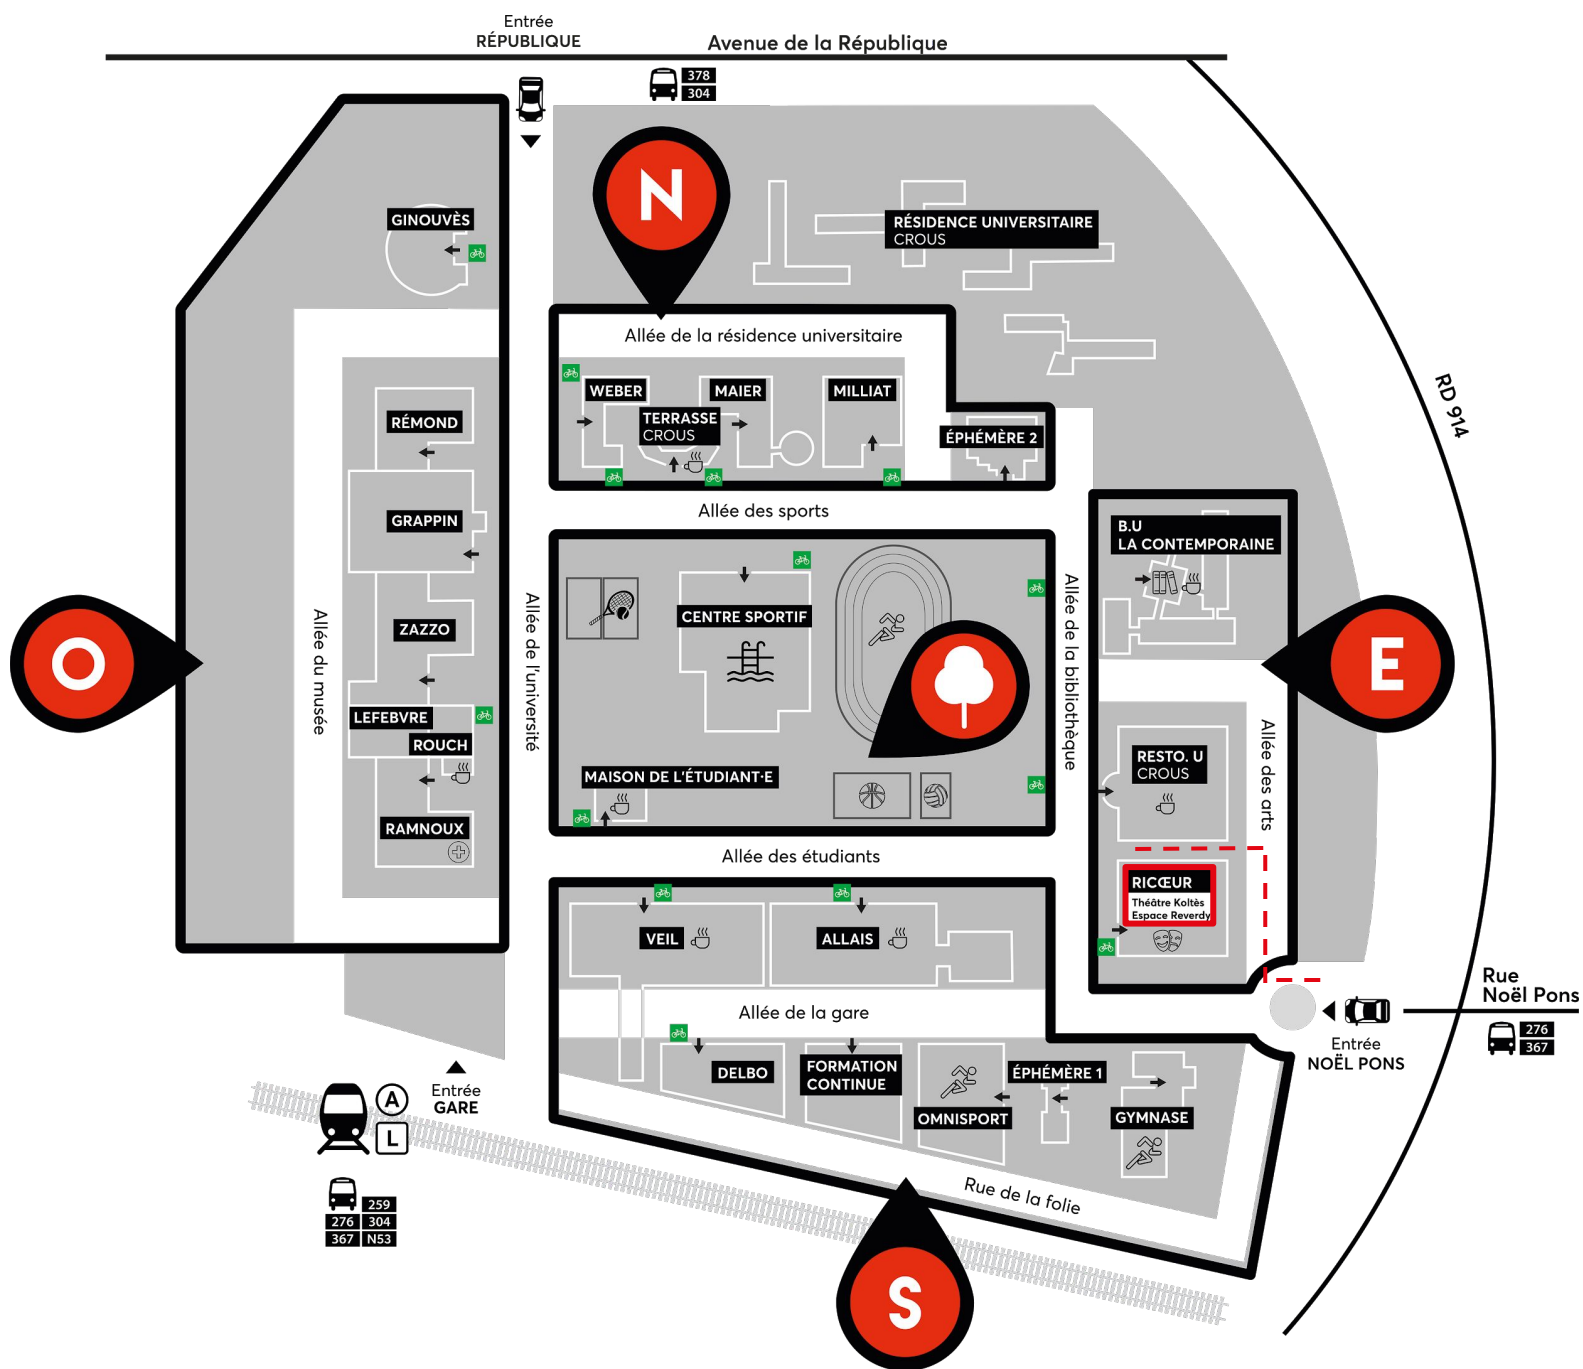 Entrée
RÉPUBLIQUE
Avenue de la République
378
304
N
GINOUVÈS
RÉSIDENCE UNIVERSITAIRE
CROUS
Allée de la résidence universitaire
WEBER
MAIER
MILLIAT
TERRASSE
CROUS
ÉPHÉMÈRE 2
RÉMOND
GRAPPIN
ZAZZO
LEFEBVRE
ROUCH
RAMNOUX
Allée du musée
Allée de l'université
O
Allée des sports
CENTRE SPORTIF
MAISON DE L'ÉTUDIANT·E
Allée de la bibliothèque
B.U
LA CONTEMPORAINE
E
RD 914
RESTO. U
CROUS
Allée des arts
RICŒUR
Théâtre Koltès
Espace Reverdy
Allée des étudiants
VEIL
ALLAIS
Allée de la gare
DELBO
FORMATION
CONTINUE
OMNISPORT
ÉPHÉMÈRE 1
GYMNASE
Rue
Noël Pons
276
367
Entrée
NOËL PONS
Entrée
GARE
A
L
259
276 304
367 N53
Rue de la folie
S